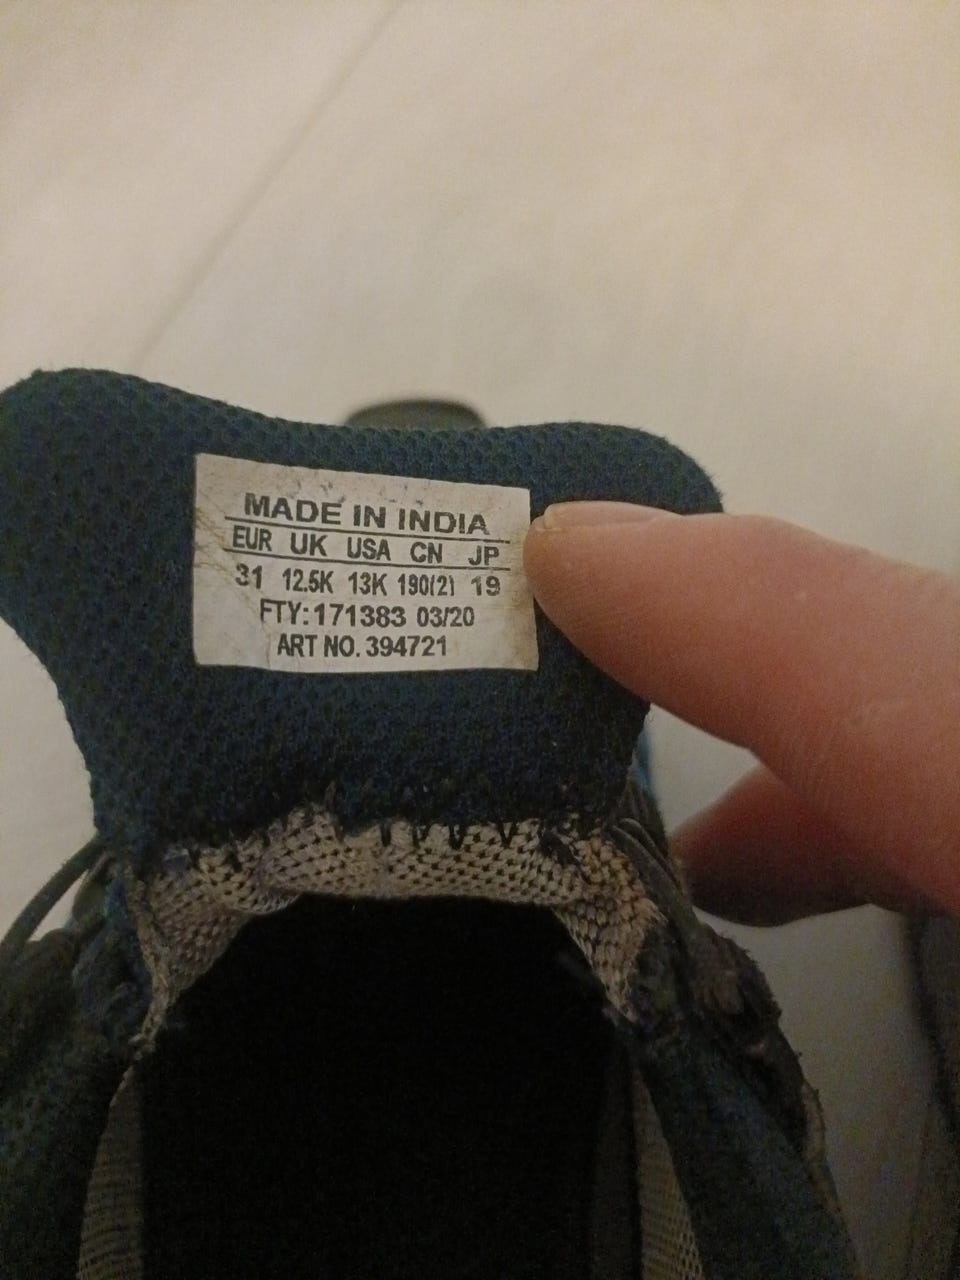 MADE IN INDIA
EUR UK USA CN JP
31 12.5K 13K 190(2) 19
FTY:171383 03/20
ART NO. 394721